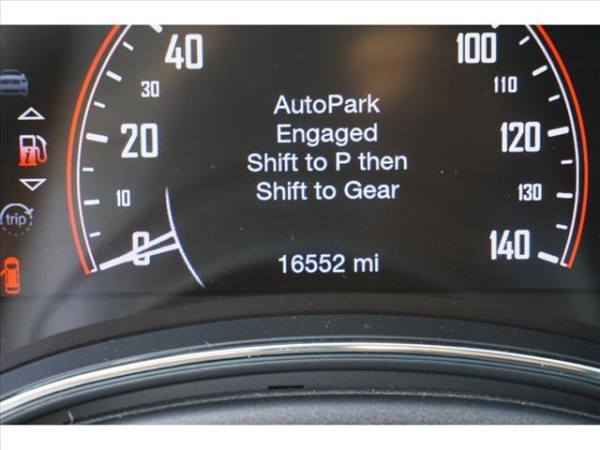 40
100
30
110
AutoPark
Engaged
Shift to P then
Shift to Gear
20
120
10
130
trip
0
140
16552 mi